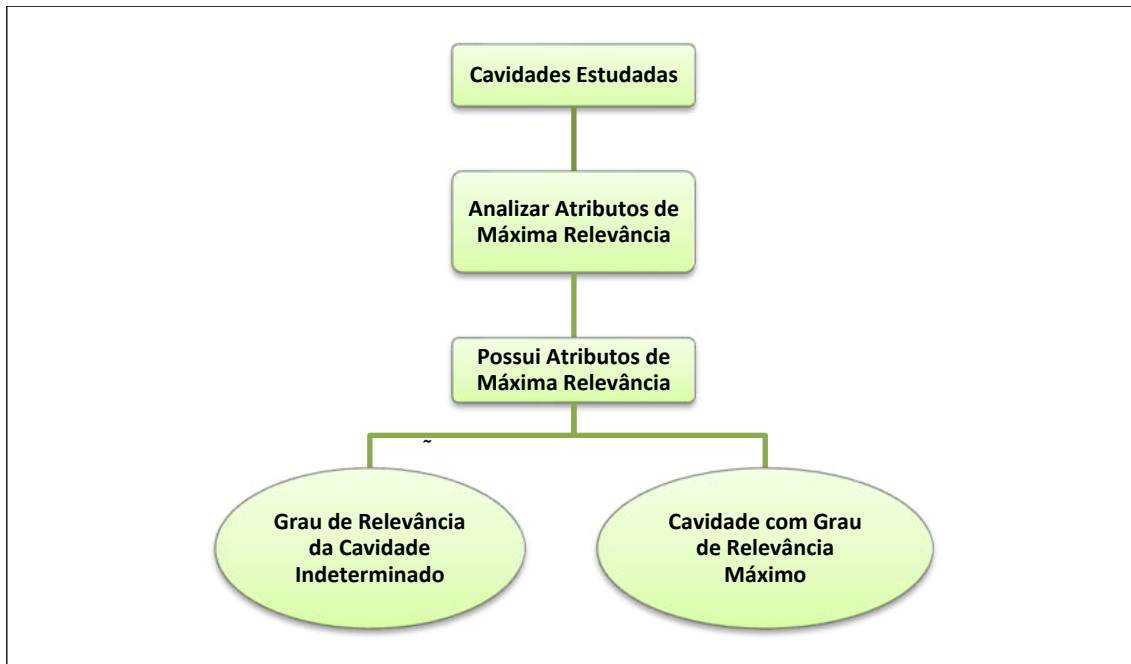 Cavidades Estudadas
Analizar Atributos de
Máxima Relevância
Possui Atributos de
Máxima Relevância
~
Grau de Relevância
da Cavidade
Indeterminado
Cavidade com Grau
de Relevância
Máximo